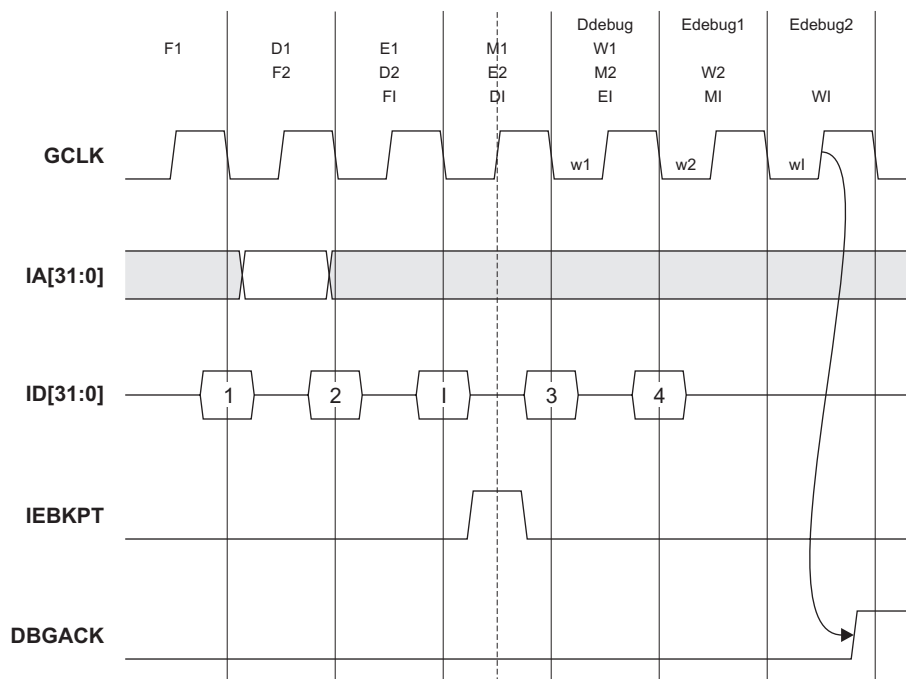 Ddebug Edebug1 Edebug2
F1 D1 E1 M1 W1
F2 D2 E2 M2 W2
FI DI EI MI WI
GCLK w1 w2 wI
IA[31:0]
ID[31:0] 1 2 I 3 4
IEBKPT
DBGACK